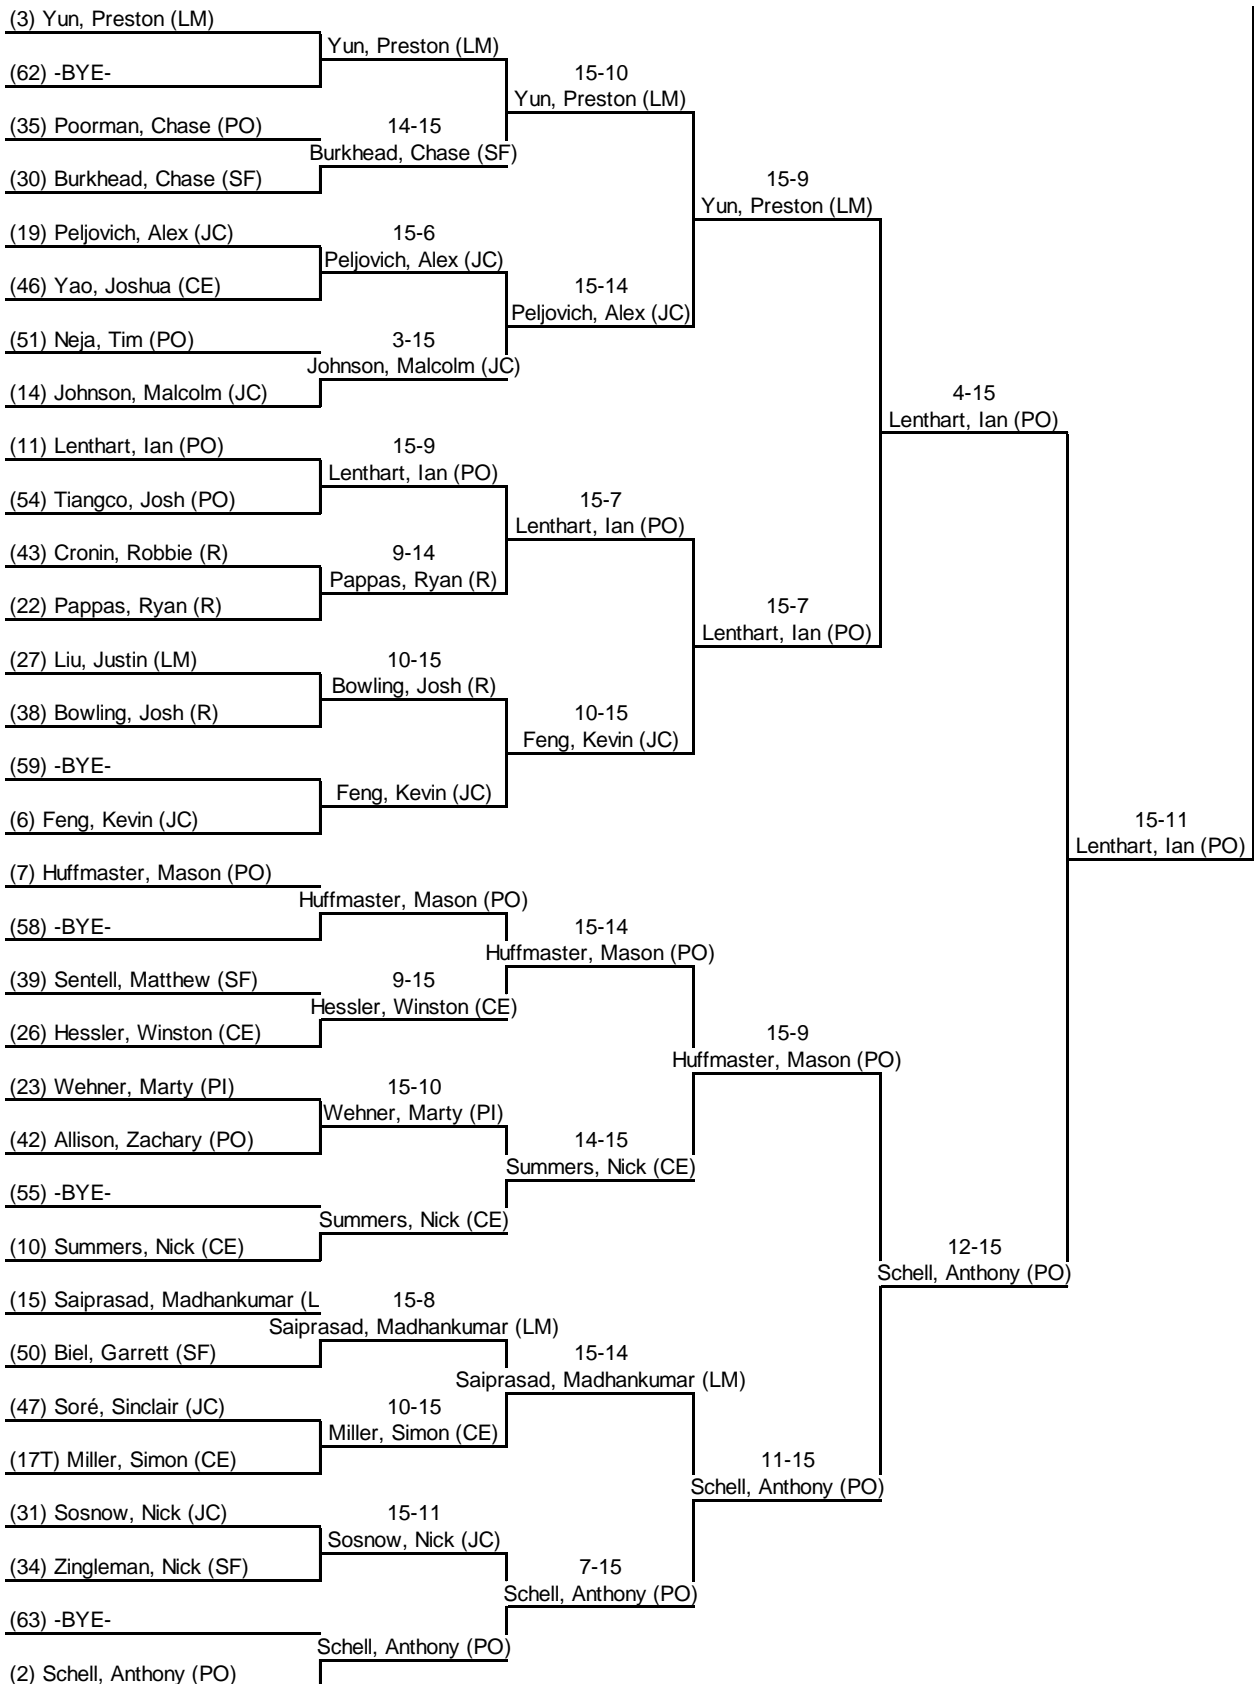 (3) Yun, Preston (LM)
Yun, Preston (LM)
(62) -BYE-
15-10
Yun, Preston (LM)
(35) Poorman, Chase (PO)
14-15
Burkhead, Chase (SF)
(30) Burkhead, Chase (SF)
15-9
Yun, Preston (LM)
(19) Peljovich, Alex (JC)
15-6
Peljovich, Alex (JC)
(46) Yao, Joshua (CE)
15-14
Peljovich, Alex (JC)
(51) Neja, Tim (PO)
3-15
Johnson, Malcolm (JC)
(14) Johnson, Malcolm (JC)
4-15
Lenthart, Ian (PO)
(11) Lenthart, Ian (PO)
15-9
Lenthart, Ian (PO)
(54) Tiangco, Josh (PO)
15-7
Lenthart, Ian (PO)
(43) Cronin, Robbie (R)
9-14
Pappas, Ryan (R)
(22) Pappas, Ryan (R)
15-7
Lenthart, Ian (PO)
(27) Liu, Justin (LM)
10-15
Bowling, Josh (R)
(38) Bowling, Josh (R)
10-15
Feng, Kevin (JC)
(59) -BYE-
Feng, Kevin (JC)
(6) Feng, Kevin (JC)
15-11
Lenthart, Ian (PO)
(7) Huffmaster, Mason (PO)
Huffmaster, Mason (PO)
(58) -BYE-
15-14
Huffmaster, Mason (PO)
(39) Sentell, Matthew (SF)
9-15
Hessler, Winston (CE)
(26) Hessler, Winston (CE)
15-9
Huffmaster, Mason (PO)
(23) Wehner, Marty (PI)
15-10
Wehner, Marty (PI)
(42) Allison, Zachary (PO)
14-15
Summers, Nick (CE)
(55) -BYE-
Summers, Nick (CE)
(10) Summers, Nick (CE)
12-15
Schell, Anthony (PO)
(15) Saiprasad, Madhankumar (L
15-8
Saiprasad, Madhankumar (LM)
(50) Biel, Garrett (SF)
15-14
Saiprasad, Madhankumar (LM)
(47) Soré, Sinclair (JC)
10-15
Miller, Simon (CE)
(17T) Miller, Simon (CE)
11-15
Schell, Anthony (PO)
(31) Sosnow, Nick (JC)
15-11
Sosnow, Nick (JC)
(34) Zingleman, Nick (SF)
7-15
Schell, Anthony (PO)
(63) -BYE-
Schell, Anthony (PO)
(2) Schell, Anthony (PO)